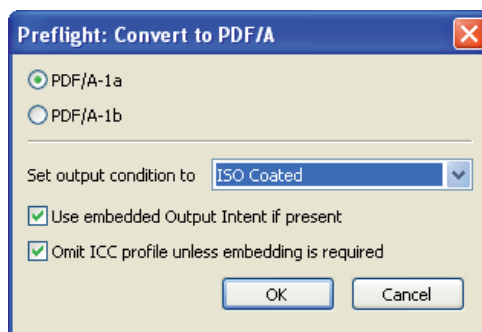 Preflight: Convert to PDF/A
PDF/A-1a
PDF/A-1b
Set output condition to ISO Coated
Use embedded Output Intent if present
Omit ICC profile unless embedding is required
OK Cancel